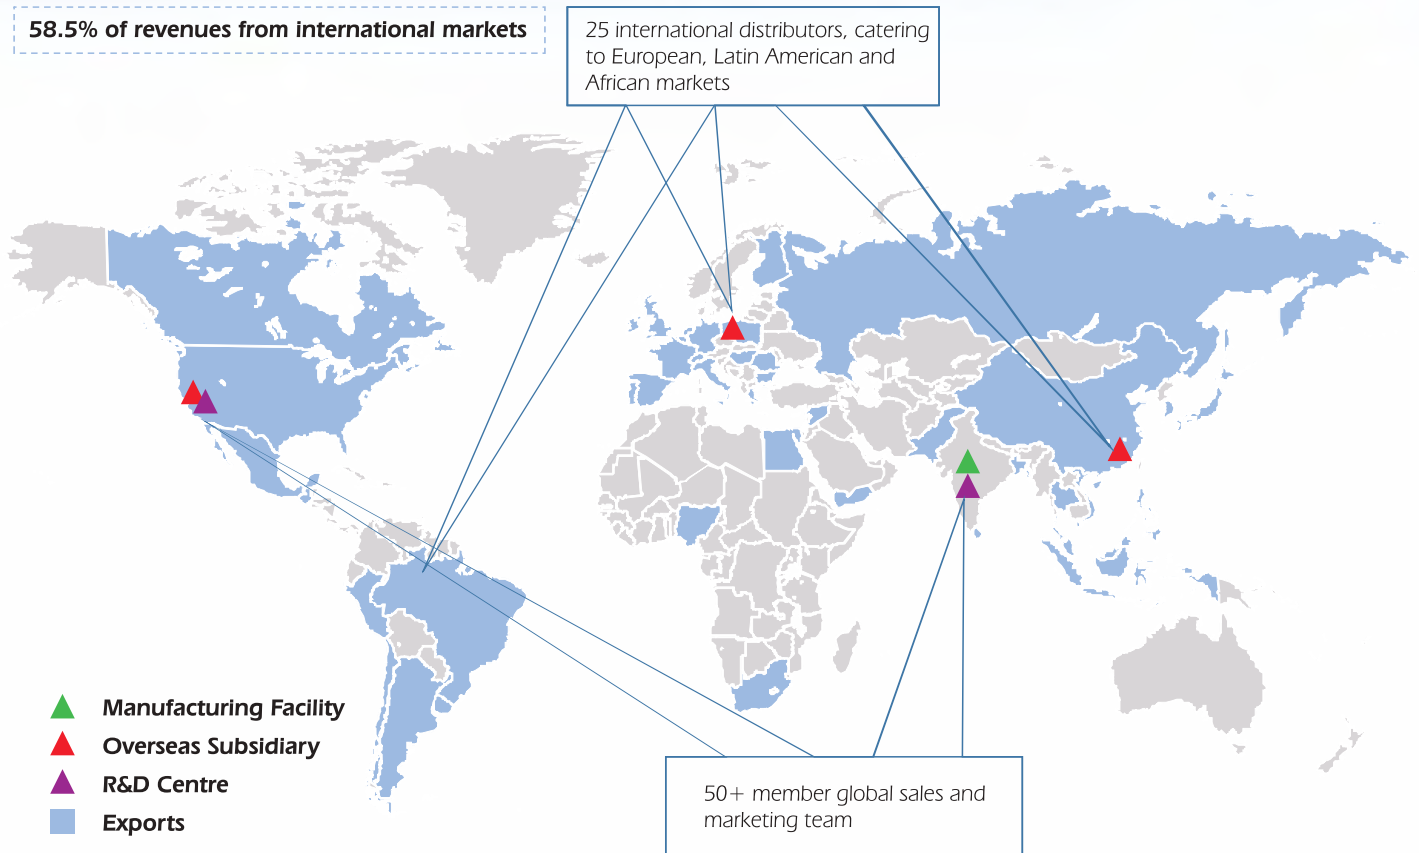 58.5% of revenues from international markets
25 international distributors, catering
to European, Latin American and
African markets
Manufacturing Facility
Overseas Subsidiary
R&D Centre
Exports
50+ member global sales and
marketing team